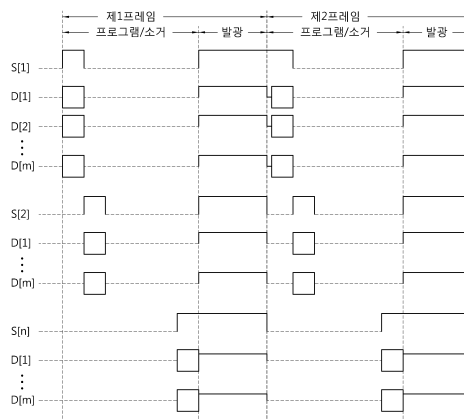 제1프레임 제2프레임
프로그램/소거 발광 프로그램/소거 발광
S[1]
D[1]
D[2]
⋮
D[m]
S[2]
D[1]
⋮
D[m]
S[n]
D[1]
⋮
D[m]